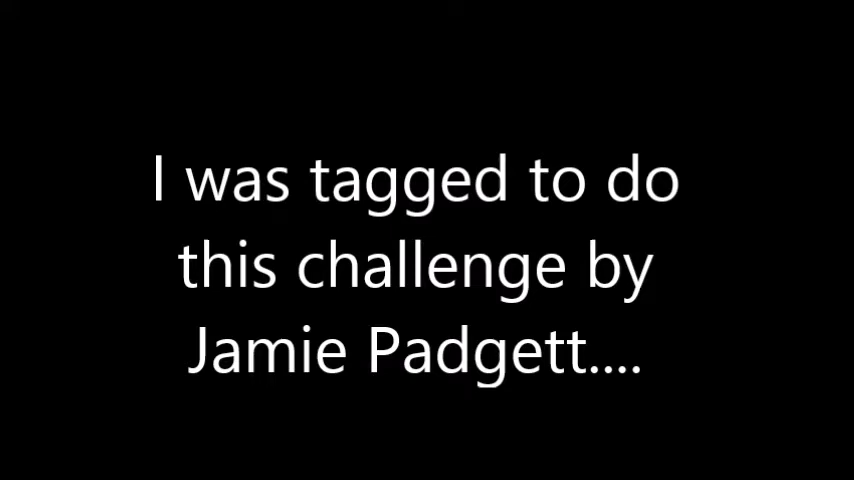 I was tagged to do
this challenge by
Jamie Padgett....